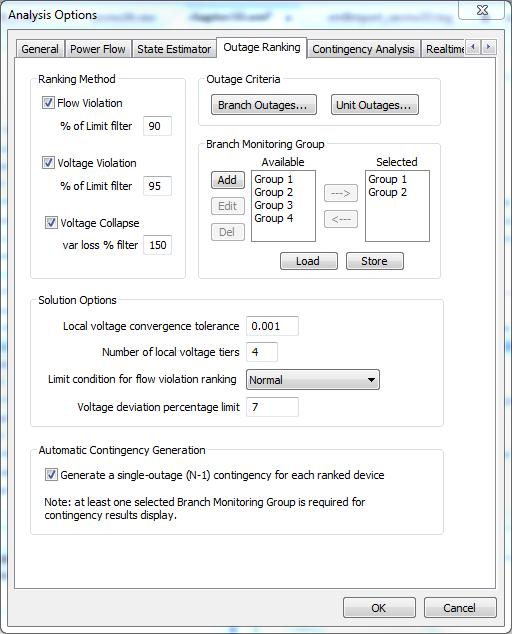 Analysis Options
General Power Flow State Estimator Outage Ranking Contingency Analysis Realtime
Ranking Method
Flow Violation
% of Limit filter 90
Voltage Violation
% of Limit filter 95
Voltage Collapse
var loss % filter 150
Outage Criteria
Branch Outages... Unit Outages...
Branch Monitoring Group
Available Selected
Add Group 1 Group 1
Group 2 ---> Group 2
Edit Group 3
Group 4 <---
Del
Load Store
Solution Options
Local voltage convergence tolerance 0.001
Number of local voltage tiers 4
Limit condition for flow violation ranking Normal
Voltage deviation percentage limit 7
Automatic Contingency Generation
Generate a single-outage (N-1) contingency for each ranked device
Note: at least one selected Branch Monitoring Group is required for
contingency results display.
OK Cancel